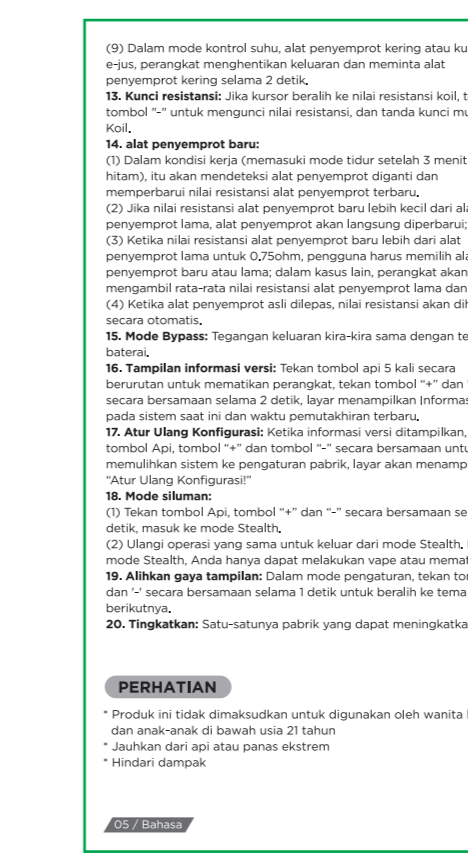 (9) Dalam mode kontrol suhu, alat penyemprot kering atau
e-jus, perangkat menghentikan keluaran dan meminta alat
penyemprot kering selama 2 detik.
13. Kunci resistansi: Jika kursor beralih ke nilai resistansi koil,
tombol "-" untuk mengunci nilai resistansi, dan tanda kunci
Koil.
14. alat penyemprot baru:
(1) Dalam kondisi kerja (memasuki mode tidur setelah 3 menit
hitam), itu akan mendeteksi alat penyemprot diganti dan
memperbarui nilai resistansi alat penyemprot terbaru.
(2) Jika nilai resistansi alat penyemprot baru lebih kecil dari
penyemprot lama, alat penyemprot akan langsung diperbarui;
(3) Ketika nilai resistansi alat penyemprot baru lebih dari alat
penyemprot lama untuk 0.75ohm, pengguna harus memilih
penyemprot baru atau lama; dalam kasus lain, perangkat akan
mengambil rata-rata nilai resistansi alat penyemprot lama dan
(4) Ketika alat penyemprot asli dilepas, nilai resistansi akan
secara otomatis.
15. Mode Bypass: Tegangan keluaran kira-kira sama dengan
baterai.
16. Tampilan informasi versi: Tekan tombol api 5 kali secara
berurutan untuk mematikan perangkat, tekan tombol “+” dan
secara bersamaan selama 2 detik, layar menampilkan
pada sistem saat ini dan waktu pemutakhiran terbaru.
17. Atur Ulang Konfigurasi: Ketika informasi versi ditampilkan,
tombol Api, tombol “+” dan tombol “-” secara bersamaan
memulihkan sistem ke pengaturan pabrik, layar akan
“Atur Ulang Konfigurasi!”
18. Mode siluman:
(1) Tekan tombol Api, tombol “+” dan “-” secara bersamaan
detik, masuk ke mode Stealth.
(2) Ulangi operasi yang sama untuk keluar dari mode Stealth.
mode Stealth, Anda hanya dapat melakukan vape atau
19. Alihkan gaya tampilan: Dalam mode pengaturan, tekan
dan '-' secara bersamaan selama 1 detik untuk beralih ke tema
berikutnya.
20. Tingkatkan: Satu-satunya pabrik yang dapat
PERHATIAN
* Produk ini tidak dimaksudkan untuk digunakan oleh wanita
dan anak-anak di bawah usia 21 tahun
* Jauhkan dari api atau panas ekstrem
* Hindari dampak
05 / Bahasa